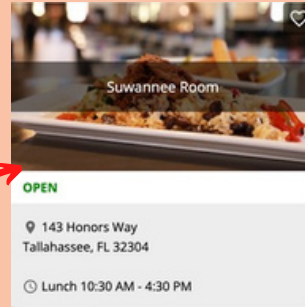 Suwannee Room
OPEN
143 Honors Way
Tallahassee, FL 32304
Lunch 10:30 AM - 4:30 PM